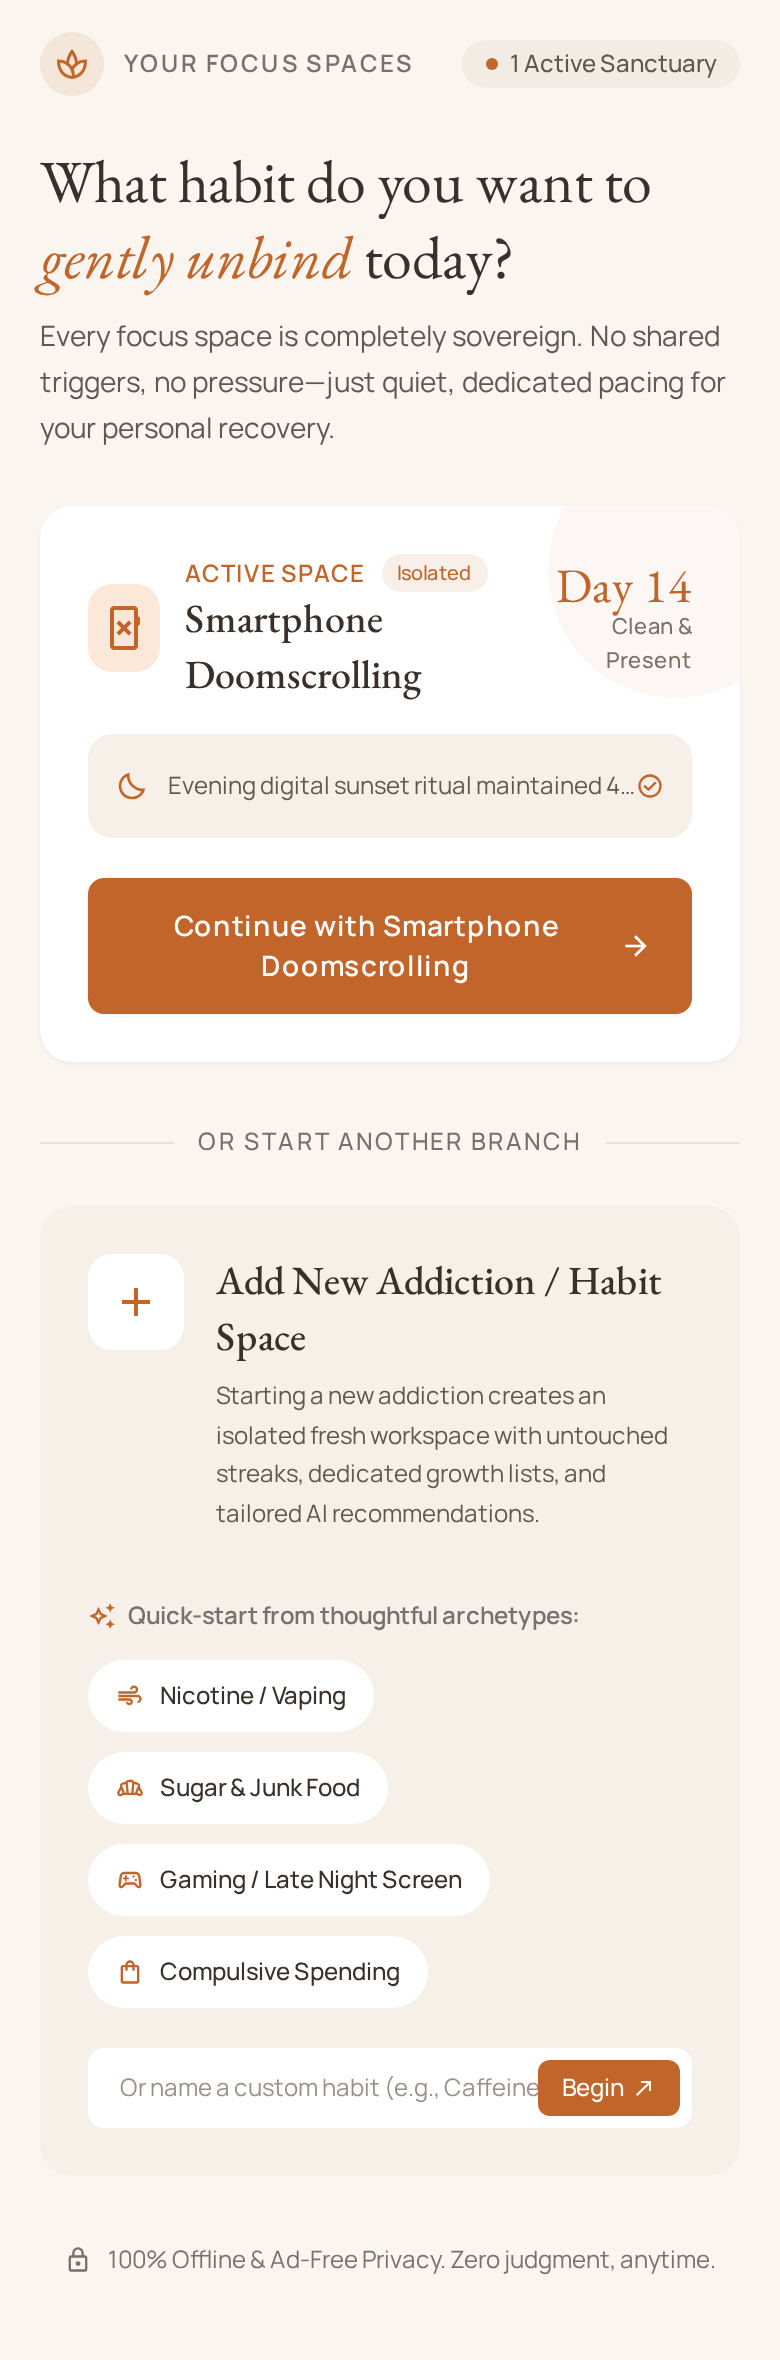 YOUR FOCUS SPACES
1 Active Sanctuary
What habit do you want to
gently unbind today?
Every focus space is completely sovereign. No shared
triggers, no pressure—just quiet, dedicated pacing for
your personal recovery.
ACTIVE SPACE
Isolated
Smartphone
Doomscrolling
Day 14
Clean &
Present
Evening digital sunset ritual maintained 4...
Continue with Smartphone
Doomscrolling
OR START ANOTHER BRANCH
Add New Addiction / Habit
Space
Starting a new addiction creates an
isolated fresh workspace with untouched
streaks, dedicated growth lists, and
tailored AI recommendations.
Quick-start from thoughtful archetypes:
Nicotine / Vaping
Sugar & Junk Food
Gaming / Late Night Screen
Compulsive Spending
Or name a custom habit (e.g., Caffeine
Begin
100% Offline & Ad-Free Privacy. Zero judgment, anytime.